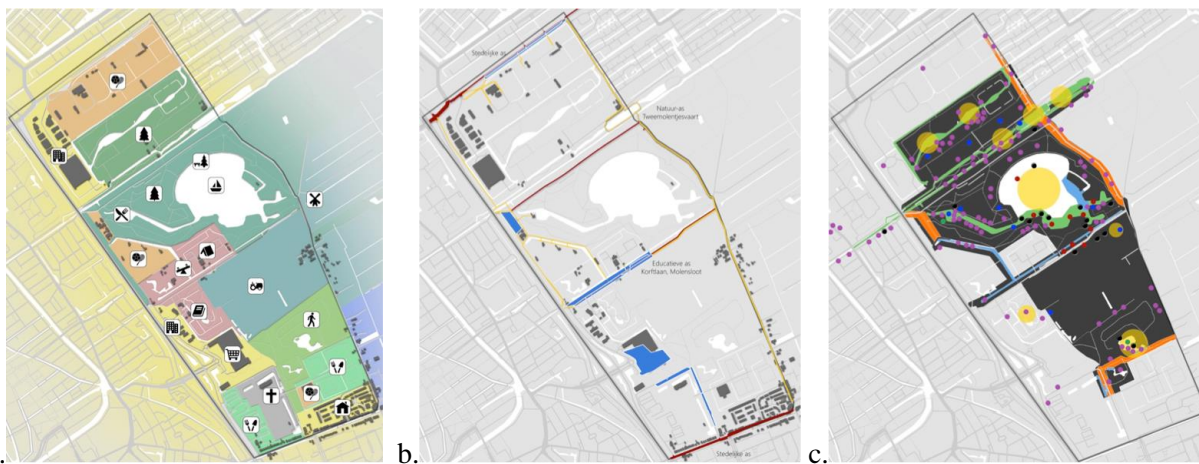 .
b.
c.
Stedelijke as
Natuur-as
Tweemolentjesvaart
Educatieve as
Korftlaan, Molensloot
Stedelijke as